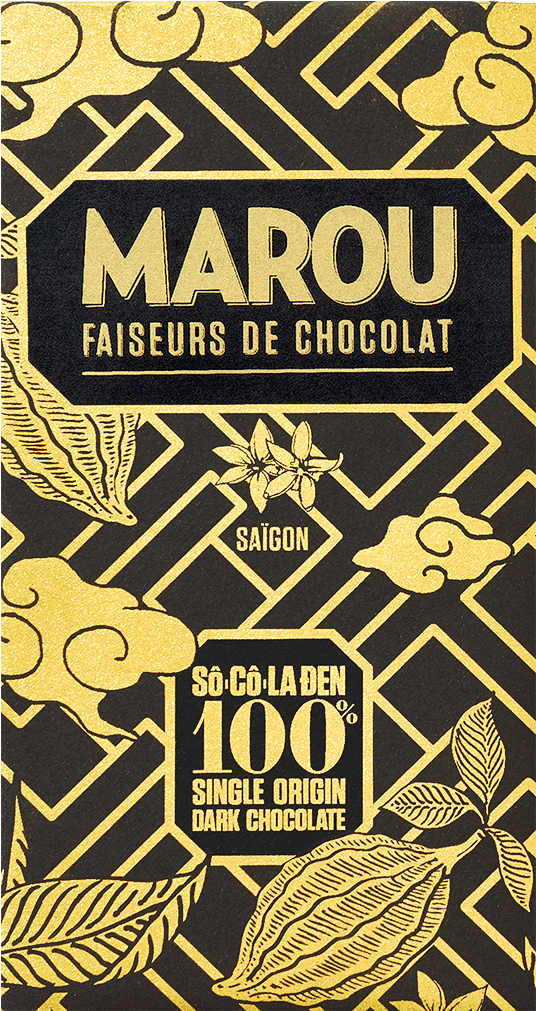 MAROU
FAISEURS DE CHOCOLAT
SAÏGON
SÔ·CÔ·LA ĐEN
100%
SINGLE ORIGIN
DARK CHOCOLATE